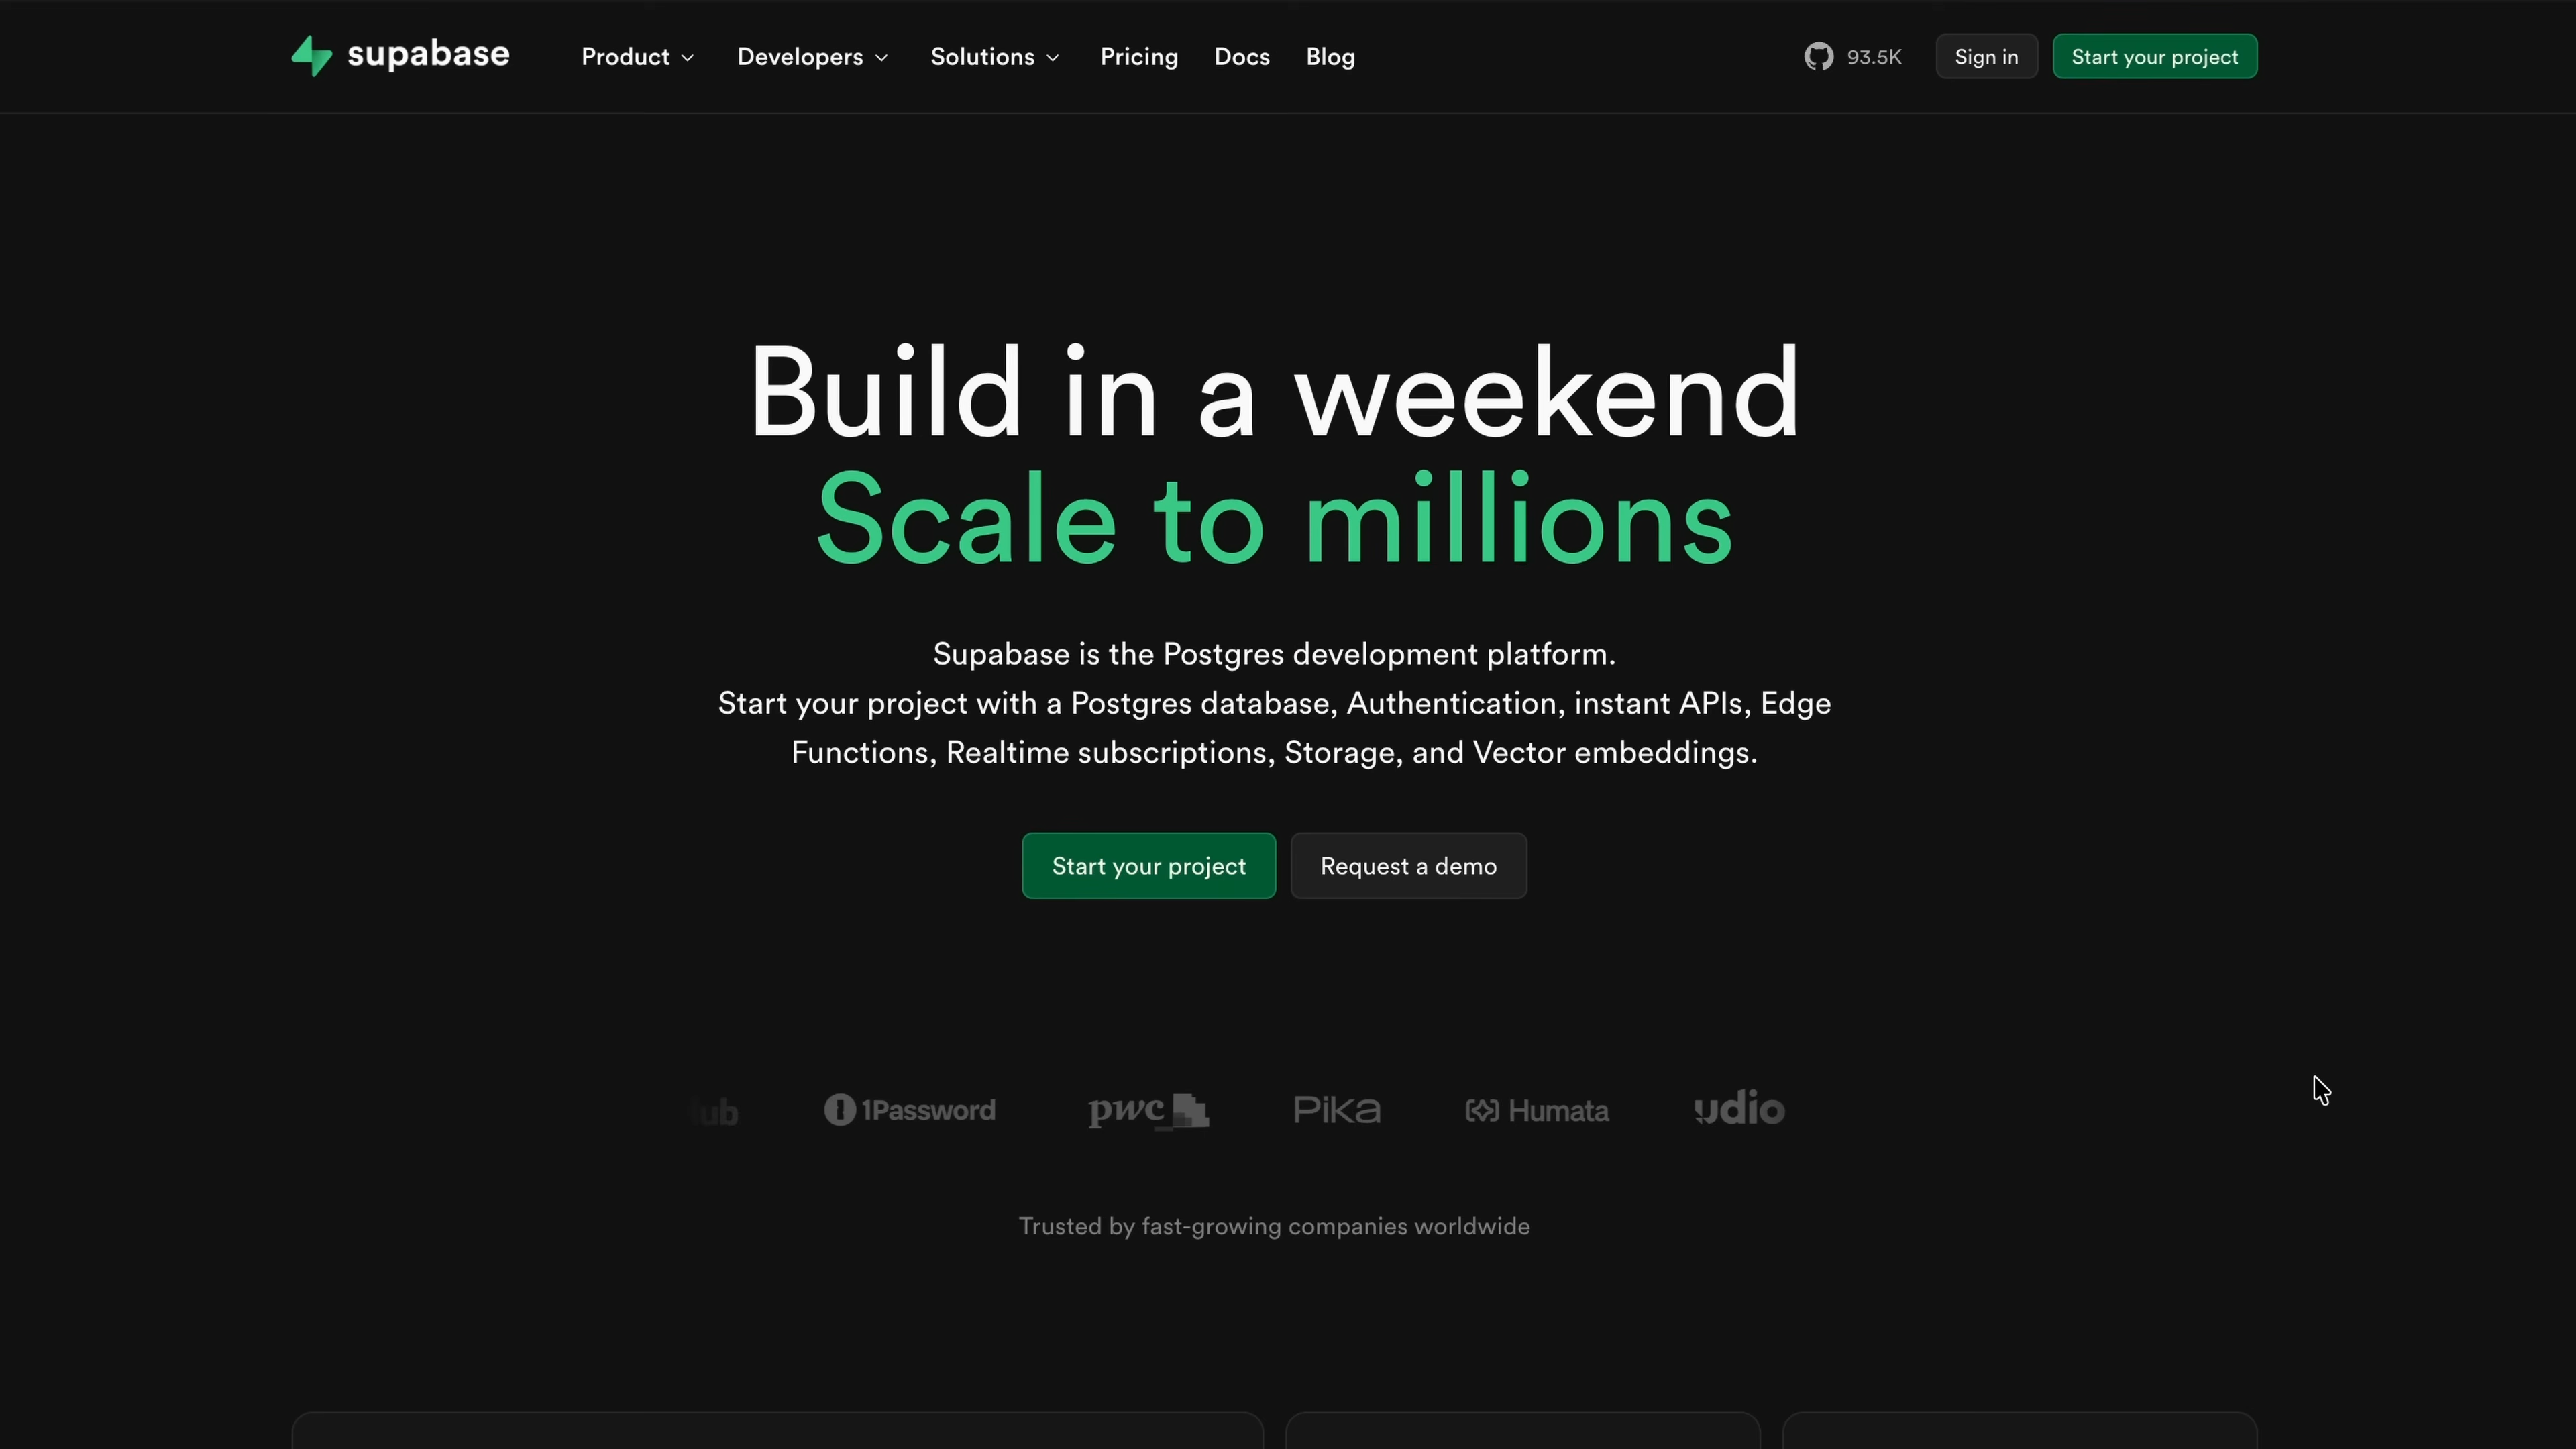 supabase Product Developers Solutions Pricing Docs Blog 93.5K Sign in Start your project
Build in a weekend
Scale to millions
Supabase is the Postgres development platform.
Start your project with a Postgres database, Authentication, instant APIs, Edge
Functions, Realtime subscriptions, Storage, and Vector embeddings.
Start your project Request a demo
1Password pwc Pika Humata udio
Trusted by fast-growing companies worldwide